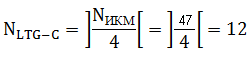 N_LTG-C = ]N_ИКМ/4[ = ]47/4[ = 12